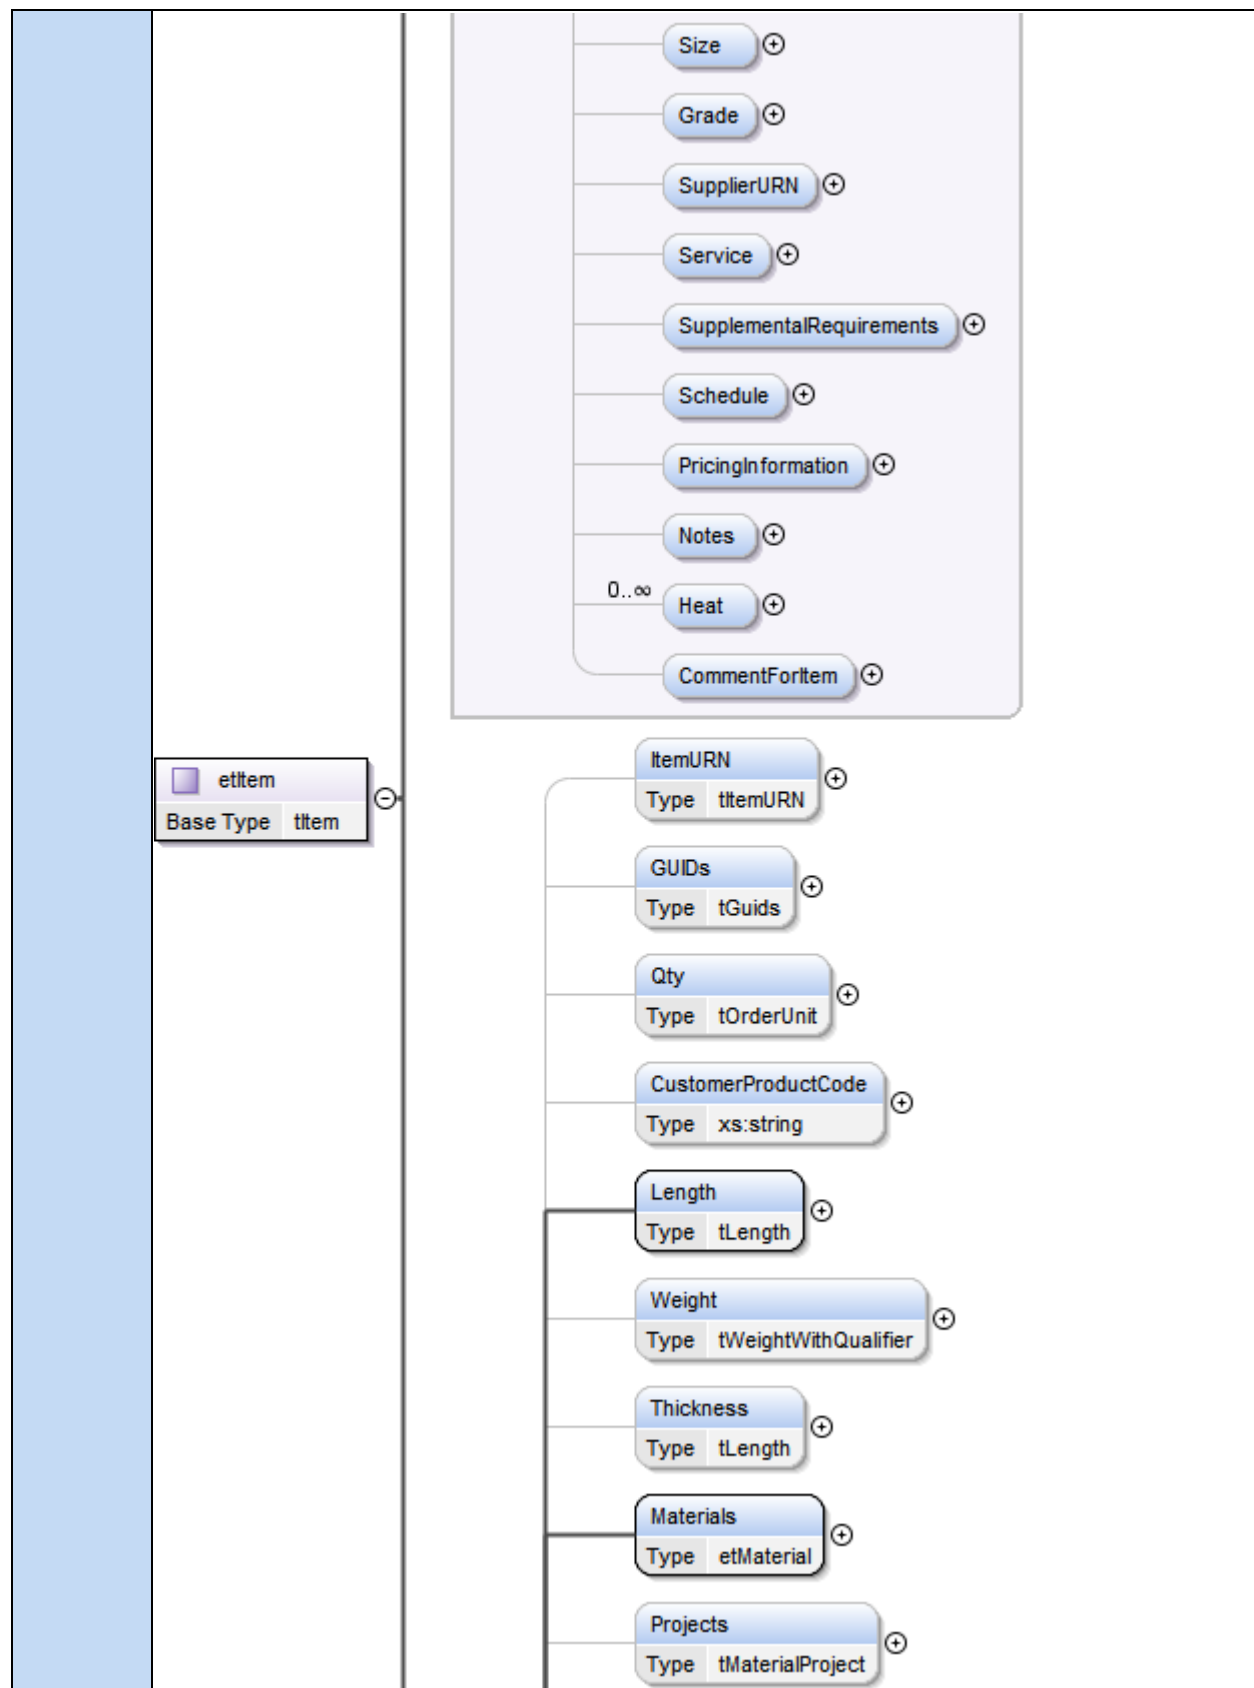 Size
Grade
SupplierURN
Service
SupplementalRequirements
Schedule
PricingInformation
Notes
0..∞
Heat
CommentForItem
etItem
Base Type tItem
ItemURN
Type tItemURN
GUIDs
Type tGuids
Qty
Type tOrderUnit
CustomerProductCode
Type xs:string
Length
Type tLength
Weight
Type tWeightWithQualifier
Thickness
Type tLength
Materials
Type etMaterial
Projects
Type tMaterialProject